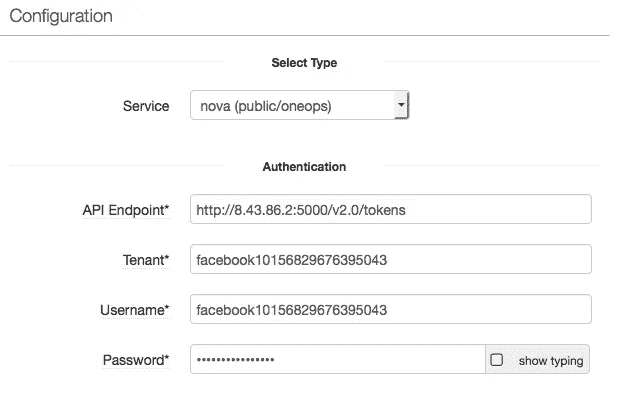 Configuration
Select Type
Service nova (public/oneops)
Authentication
API Endpoint* http://8.43.86.2:5000/v2.0/tokens
Tenant* facebook10156829676395043
Username* facebook10156829676395043
Password* •••••••••••••••• show typing